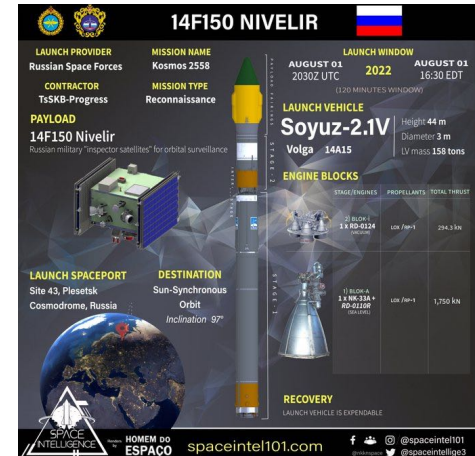 14F150 NIVELIR
LAUNCH PROVIDER
Russian Space Forces
MISSION NAME
Kosmos 2558
CONTRACTOR
TsSKB-Progress
MISSION TYPE
Reconnaissance
PAYLOAD
14F150 Nivelir
Russian military "inspector satellites" for orbital surveillance
LAUNCH SPACEPORT
Site 43, Plesetsk
Cosmodrome, Russia
DESTINATION
Sun-Synchronous
Orbit
Inclination 97°
PAYLOAD FAIRINGS
STAGE-2
STAGE-1
LAUNCH WINDOW
AUGUST 01
2030Z UTC
2022
AUGUST 01
16:30 EDT
(120 MINUTES WINDOW)
LAUNCH VEHICLE
Soyuz-2.1V
Volga 14A15
Height 44 m
Diameter 3 m
LV mass 158 tons
ENGINE BLOCKS
STAGE/ENGINES PROPELLANTS TOTAL THRUST
2) BLOK-I
1 x RD-0124
(VACUUM)
LOX /RP-1
294.3 kN
1) BLOK-A
1 x NK-33A +
RD-0110R
(SEA LEVEL)
LOX /RP-1
1,750 kN
RECOVERY
LAUNCH VEHICLE IS EXPENDABLE
SPACE
INTELLIGENCE
Renders
by
HOMEM DO
ESPAÇO
spaceintel101.com
@spaceintel101
@spaceintellige3